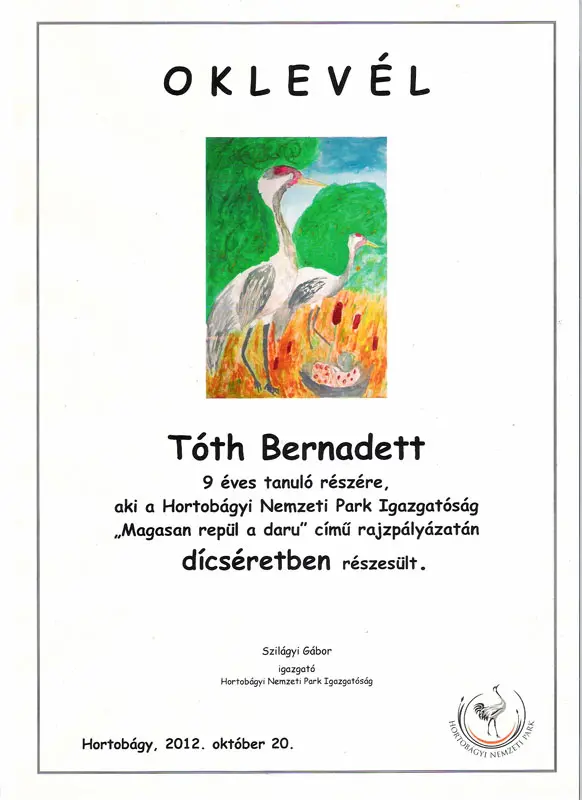 OKLEVÉL
Tóth Bernadett
9 éves tanuló részére,
aki a Hortobágyi Nemzeti Park Igazgatóság
„Magasan repül a daru” című rajzpályázatán
dícséretben részesült.
Szilágyi Gábor
igazgató
Hortobágyi Nemzeti Park Igazgatóság
Hortobágy, 2012. október 20.
HORTOBÁGYI NEMZETI PARK